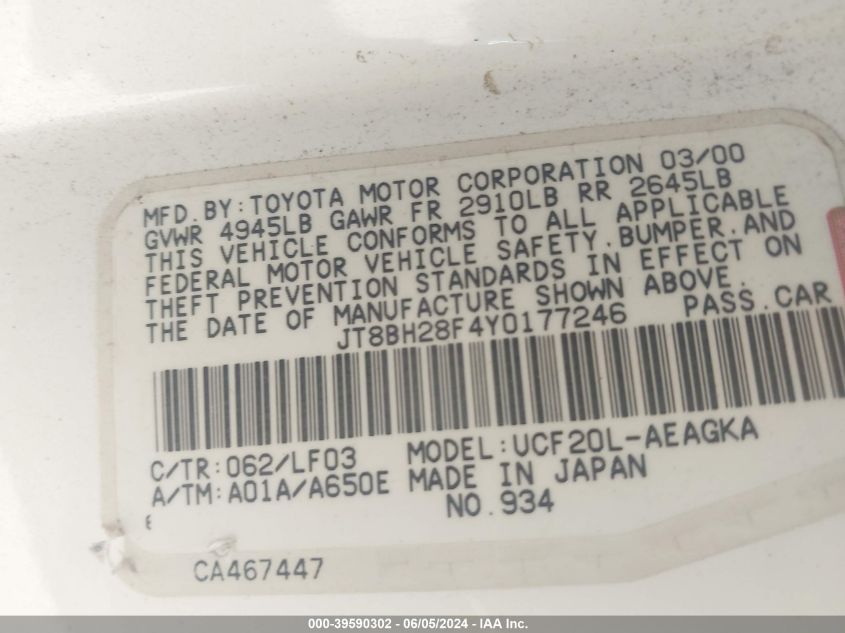 MFD.BY:TOYOTA MOTOR CORPORATION 03/00
GVWR 4945LB GAWR FR 2910LB RR 2645LB
THIS VEHICLE CONFORMS TO ALL APPLICABLE
FEDERAL MOTOR VEHICLE SAFETY,BUMPER,AND
THEFT PREVENTION STANDARDS IN EFFECT ON
THE DATE OF MANUFACTURE SHOWN ABOVE.
JT8BH28F4Y0177246 PASS.CAR
C/TR:062/LF03 MODEL:UCF20L-AEAGKA
A/TM:A01A/A650E MADE IN JAPAN
NO.934
CA467447
000-39590302 - 06/05/2024 - IAA Inc.